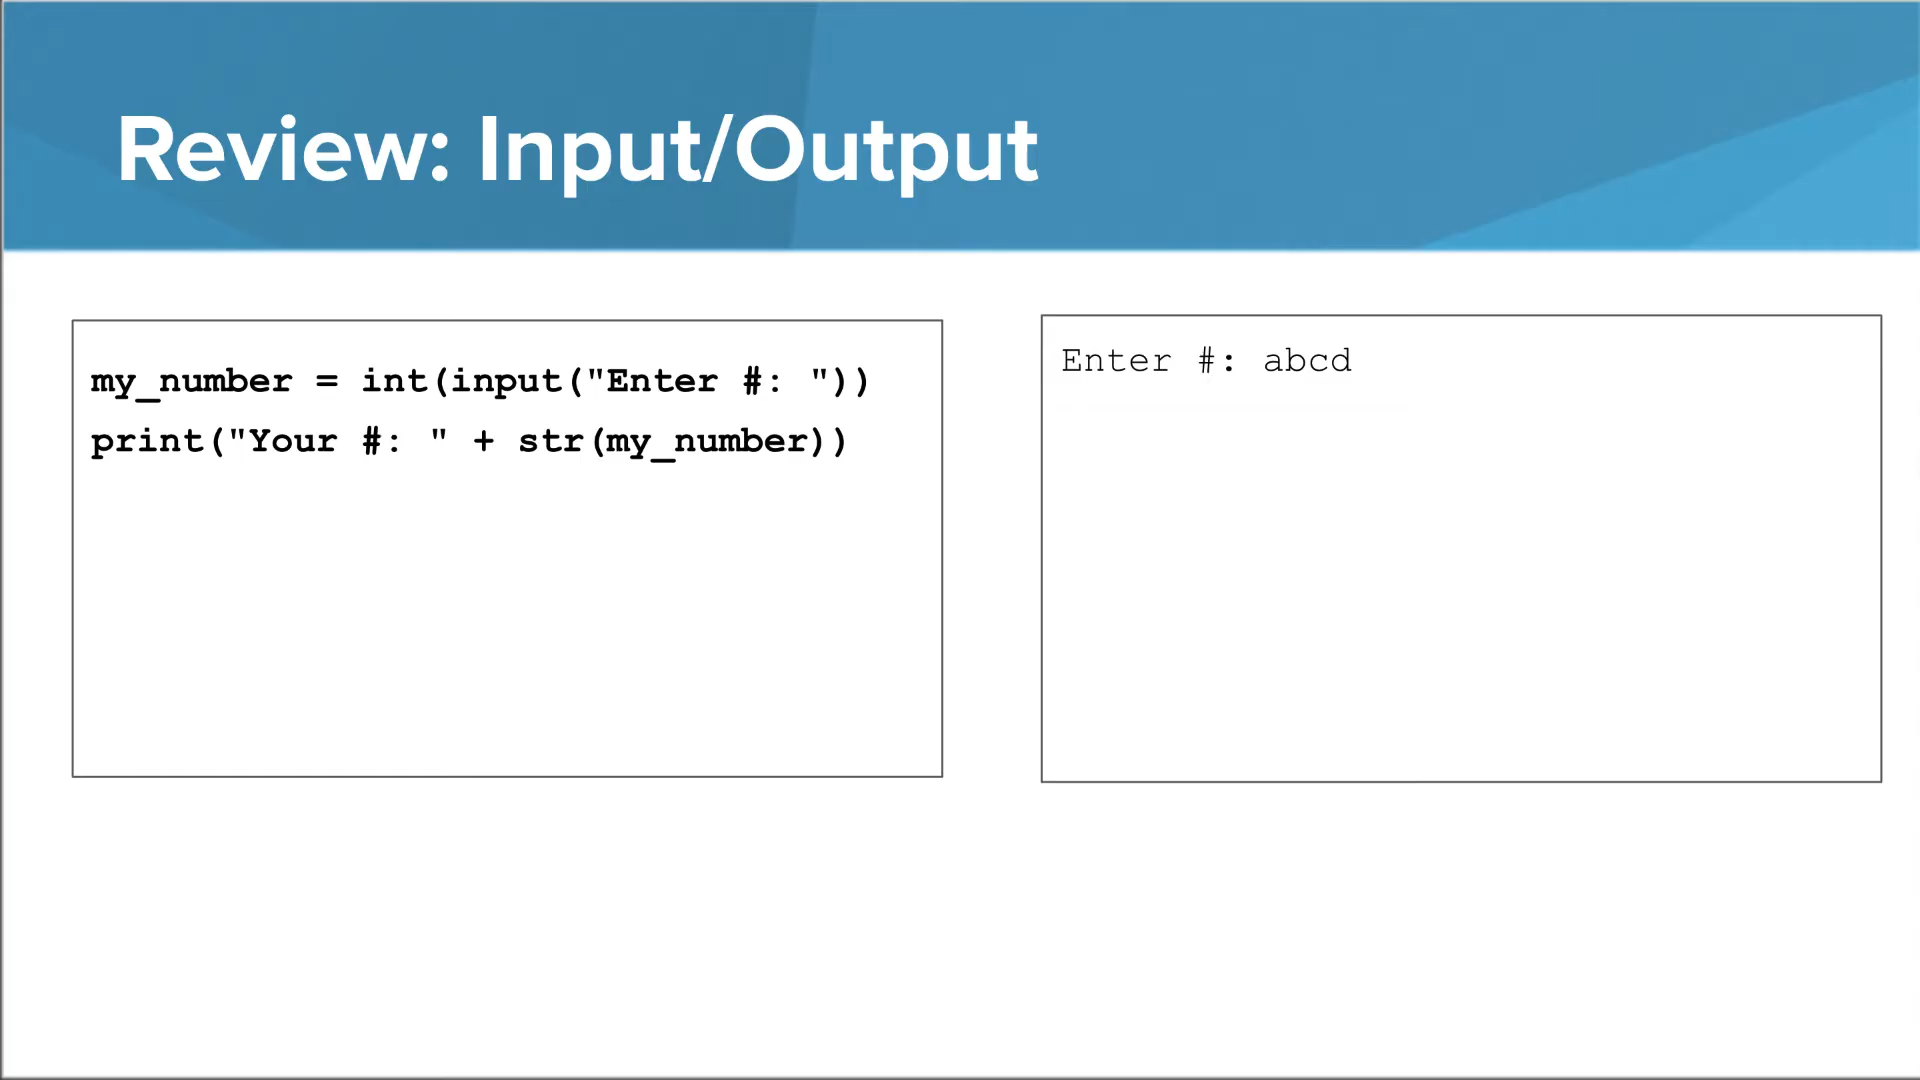 Review: Input/Output
my_number = int(input("Enter #: "))
print("Your #: " + str(my_number))
Enter #: abcd